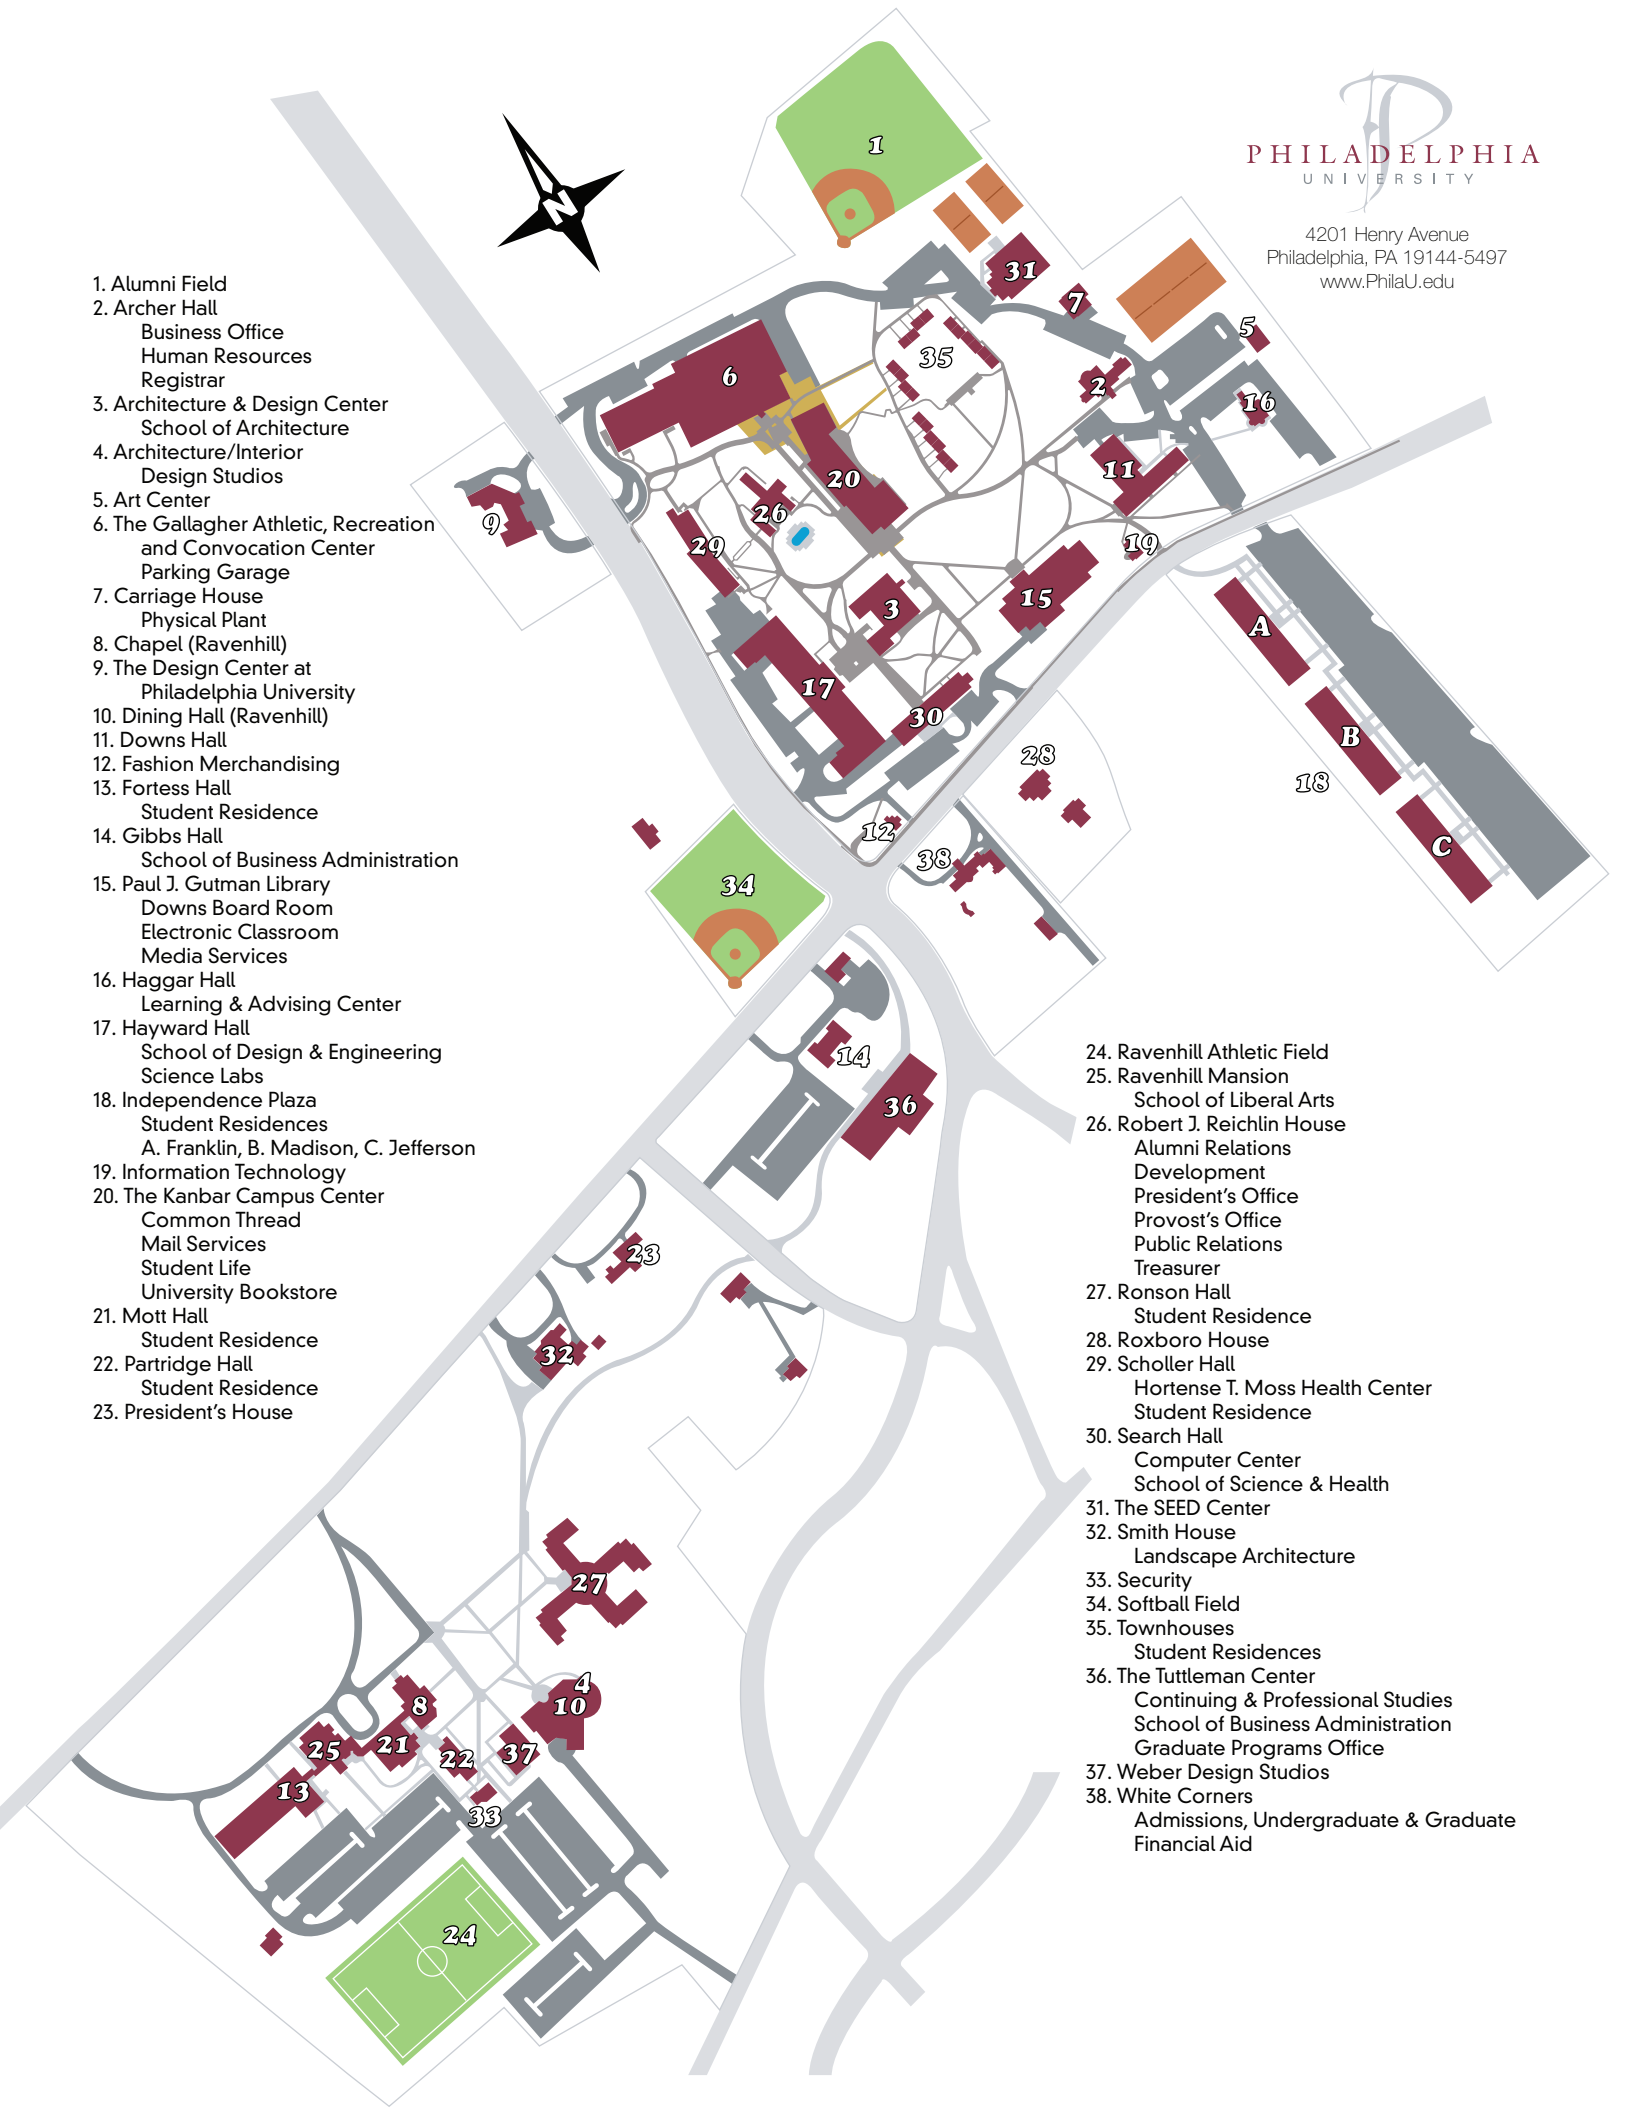 PHILADELPHIA
UNIVERSITY
4201 Henry Avenue
Philadelphia, PA 19144-5497
www.PhilaU.edu
N
1. Alumni Field
2. Archer Hall
Business Office
Human Resources
Registrar
3. Architecture & Design Center
School of Architecture
4. Architecture/Interior
Design Studios
5. Art Center
6. The Gallagher Athletic, Recreation
and Convocation Center
Parking Garage
7. Carriage House
Physical Plant
8. Chapel (Ravenhill)
9. The Design Center at
Philadelphia University
10. Dining Hall (Ravenhill)
11. Downs Hall
12. Fashion Merchandising
13. Fortess Hall
Student Residence
14. Gibbs Hall
School of Business Administration
15. Paul J. Gutman Library
Downs Board Room
Electronic Classroom
Media Services
16. Haggar Hall
Learning & Advising Center
17. Hayward Hall
School of Design & Engineering
Science Labs
18. Independence Plaza
Student Residences
A. Franklin, B. Madison, C. Jefferson
19. Information Technology
20. The Kanbar Campus Center
Common Thread
Mail Services
Student Life
University Bookstore
21. Mott Hall
Student Residence
22. Partridge Hall
Student Residence
23. President's House
24. Ravenhill Athletic Field
25. Ravenhill Mansion
School of Liberal Arts
26. Robert J. Reichlin House
Alumni Relations
Development
President's Office
Provost's Office
Public Relations
Treasurer
27. Ronson Hall
Student Residence
28. Roxboro House
29. Scholler Hall
Hortense T. Moss Health Center
Student Residence
30. Search Hall
Computer Center
School of Science & Health
31. The SEED Center
32. Smith House
Landscape Architecture
33. Security
34. Softball Field
35. Townhouses
Student Residences
36. The Tuttleman Center
Continuing & Professional Studies
School of Business Administration
Graduate Programs Office
37. Weber Design Studios
38. White Corners
Admissions, Undergraduate & Graduate
Financial Aid
1
31
7
5
35
6
2
16
11
20
26
9
29
19
15
3
A
17
30
B
28
18
12
C
38
34
14
36
23
32
27
4
10
8
21
25
22
37
13
33
24